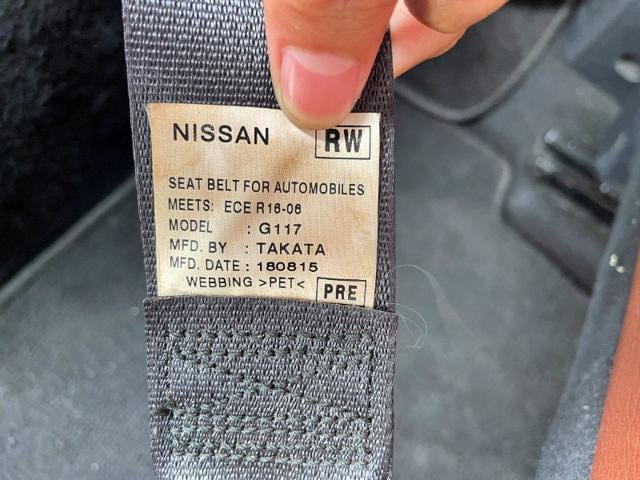 NISSAN RW
SEAT BELT FOR AUTOMOBILES
MEETS: ECE R16-06
MODEL : G117
MFD. BY : TAKATA
MFD. DATE : 180815
WEBBING >PET< PRE